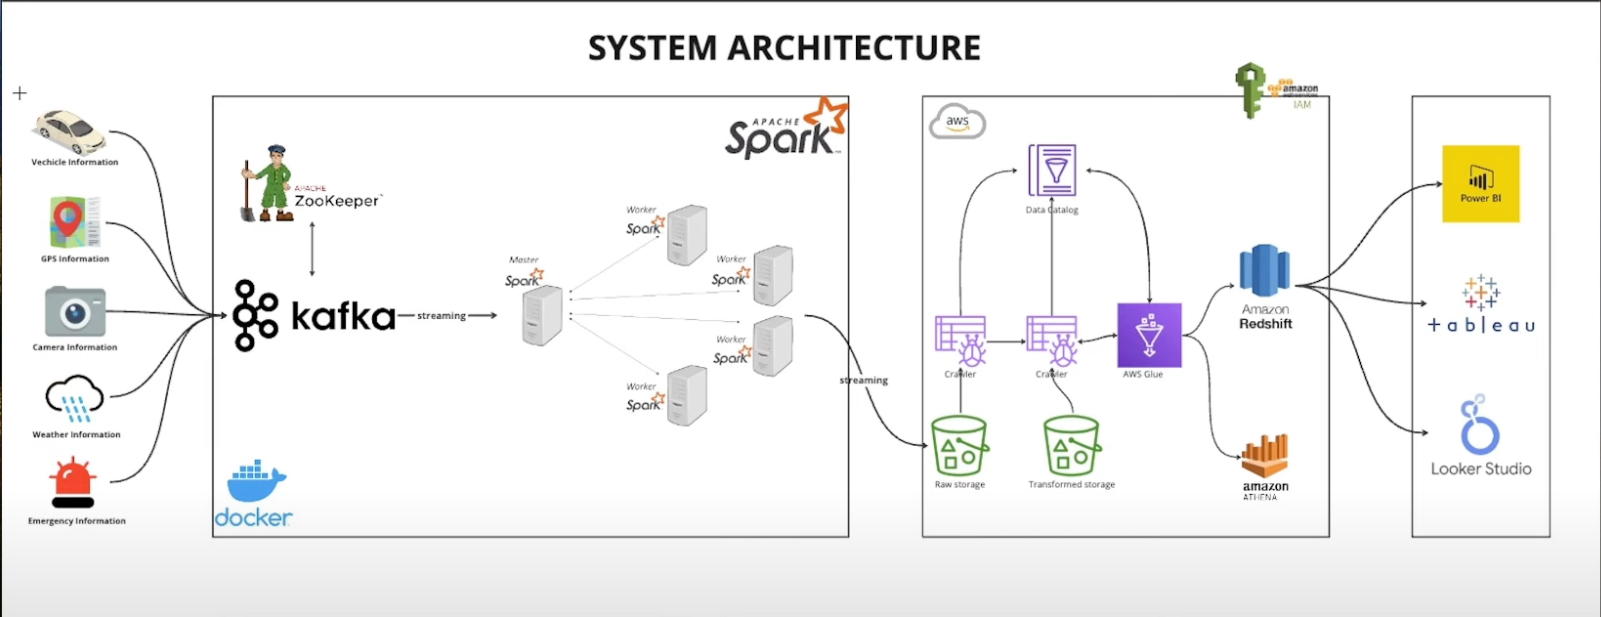 SYSTEM ARCHITECTURE
Vechicle Information
GPS Information
Camera Information
Weather Information
Emergency Information
APACHE
ZooKeeper
kafka
streaming
docker
APACHE
Spark
Master
Spark
Worker
Spark
Worker
Spark
Worker
Spark
Worker
Spark
streaming
aws
Data Catalog
Crawler
Crawler
AWS Glue
Raw storage
Transformed storage
amazon
IAM
Amazon
Redshift
amazon
ATHENA
Power BI
+ableau
Looker Studio